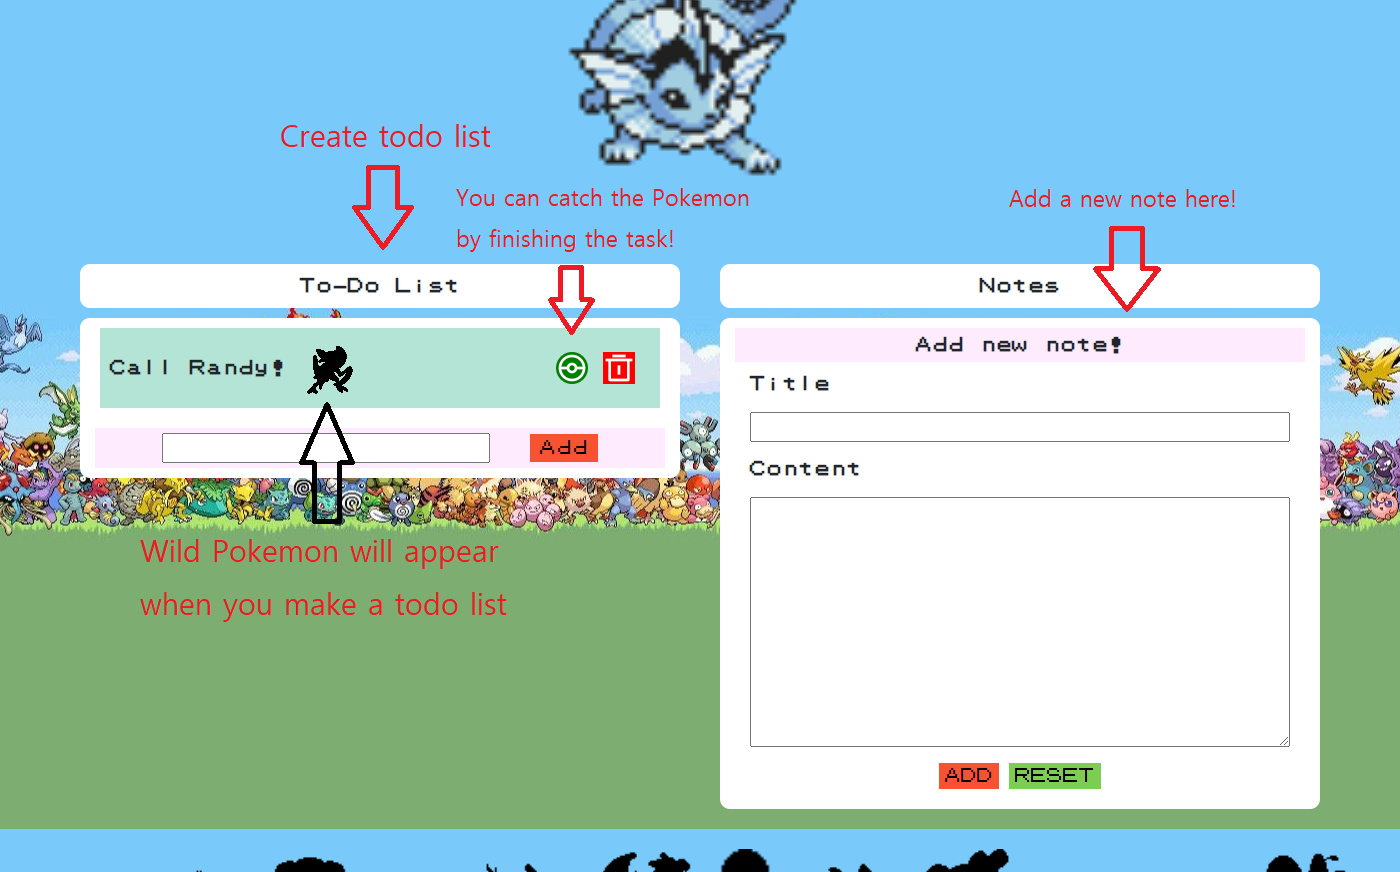 Create todo list
You can catch the Pokemon
by finishing the task!
Add a new note here!
To-Do List
Call Randy!
Add
Wild Pokemon will appear
when you make a todo list
Notes
Add new note!
Title
Content
ADD
RESET